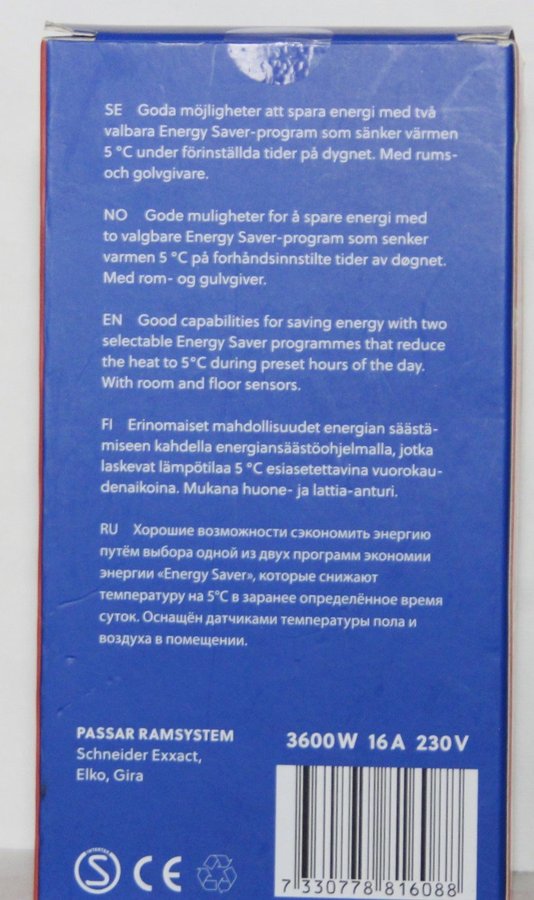 SE Goda möjligheter att spara energi med två
valbara Energy Saver-program som sänker värmen
5 °C under förinställda tider på dygnet. Med rums-
och golvgivare.
NO Gode muligheter for å spare energi med
to valgbare Energy Saver-program som senker
varmen 5 °C på forhåndsinnstilte tider av døgnet.
Med rom- og gulvgiver.
EN Good capabilities for saving energy with two
selectable Energy Saver programmes that reduce
the heat to 5°C during preset hours of the day.
With room and floor sensors.
FI Erinomaiset mahdollisuudet energian säästä-
miseen kahdella energiansäästöohjelmalla, jotka
laskevat lämpötilaa 5 °C esiasetettavina vuorokau-
denaikoina. Mukana huone- ja lattia-anturi.
RU Хорошие возможности сэкономить энергию
путём выбора одной из двух программ экономии
энергии «Energy Saver», которые снижают
температуру на 5°C в заранее определённое время
суток. Оснащён датчиками температуры пола и
воздуха в помещении.
PASSAR RAMSYSTEM
Schneider Exxact,
Elko, Gira
3600W 16A 230V
INTERTEK S CE
7 330778 816088